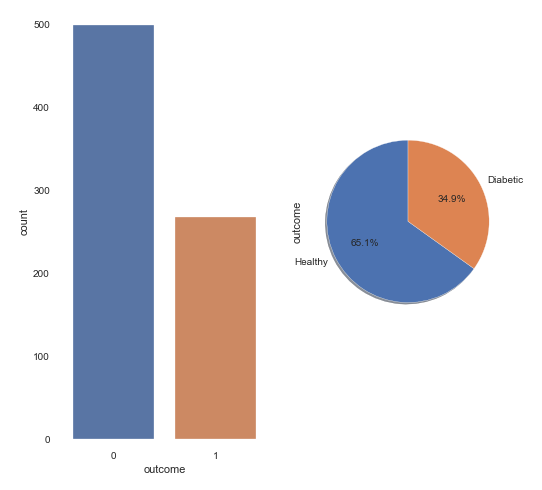 500
400
300
200
100
0
count
0 1
outcome
outcome
Diabetic
34.9%
65.1%
Healthy